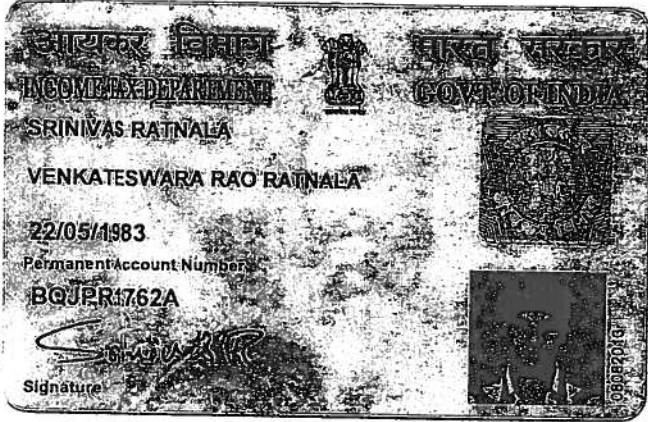 आयकर विभाग
भारत सरकार
INCOME TAX DEPARTMENT
GOVT. OF INDIA
SRINIVAS RATNALA
VENKATESWARA RAO RATNALA
22/05/1983
Permanent Account Number
BQJPR1762A
Signature